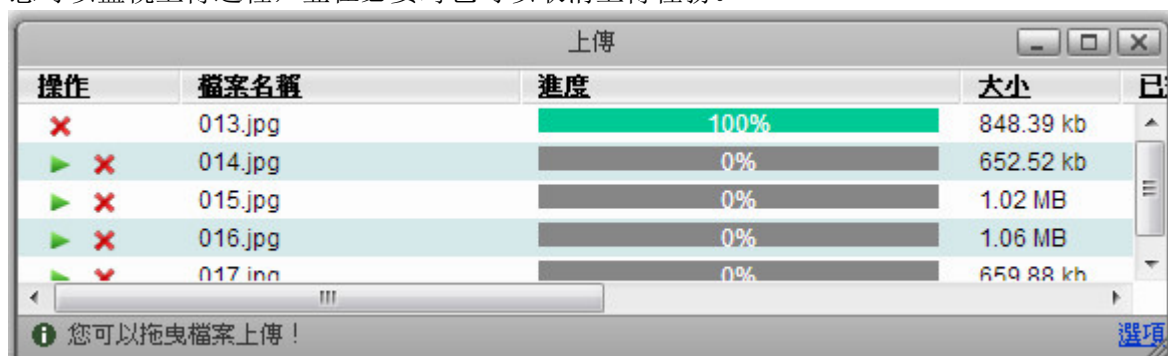 上傳
操作 檔案名稱 進度 大小
013.jpg 100% 848.39 kb
014.jpg 0% 652.52 kb
015.jpg 0% 1.02 MB
016.jpg 0% 1.06 MB
017.jpg 0% 659.88 kb
您可以拖曳檔案上傳！ 選項